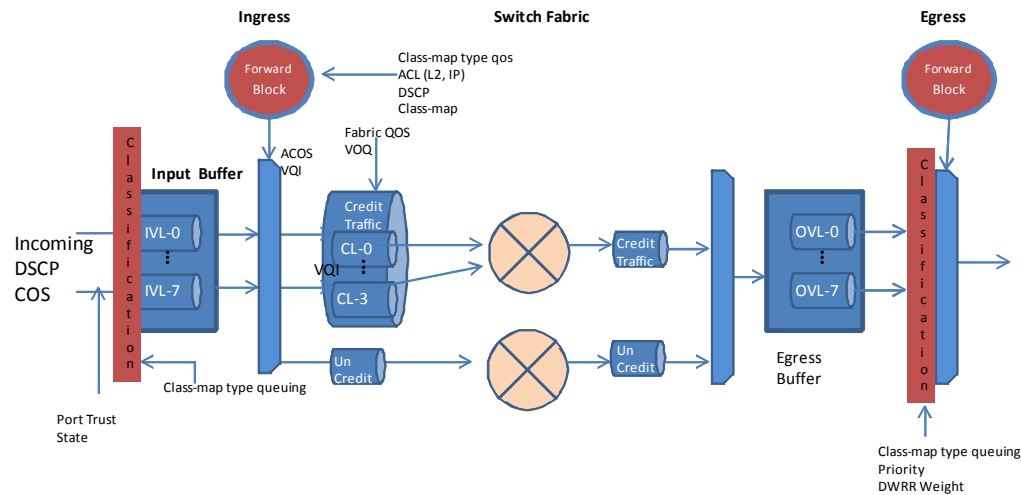 Ingress
Switch Fabric
Egress
Forward
Block
Class-map type qos
ACL (L2, IP)
DSCP
Class-map
Forward
Block
Fabric QOS
VOQ
ACOS
VQI
Classification
Input Buffer
IVL-0
IVL-7
Incoming
DSCP
COS
Credit
Traffic
CL-0
VQI
CL-3
Credit
Traffic
OVL-0
OVL-7
Classification
Un
Credit
Un
Credit
Egress
Buffer
Class-map type queuing
Port Trust
State
Class-map type queuing
Priority
DWRR Weight